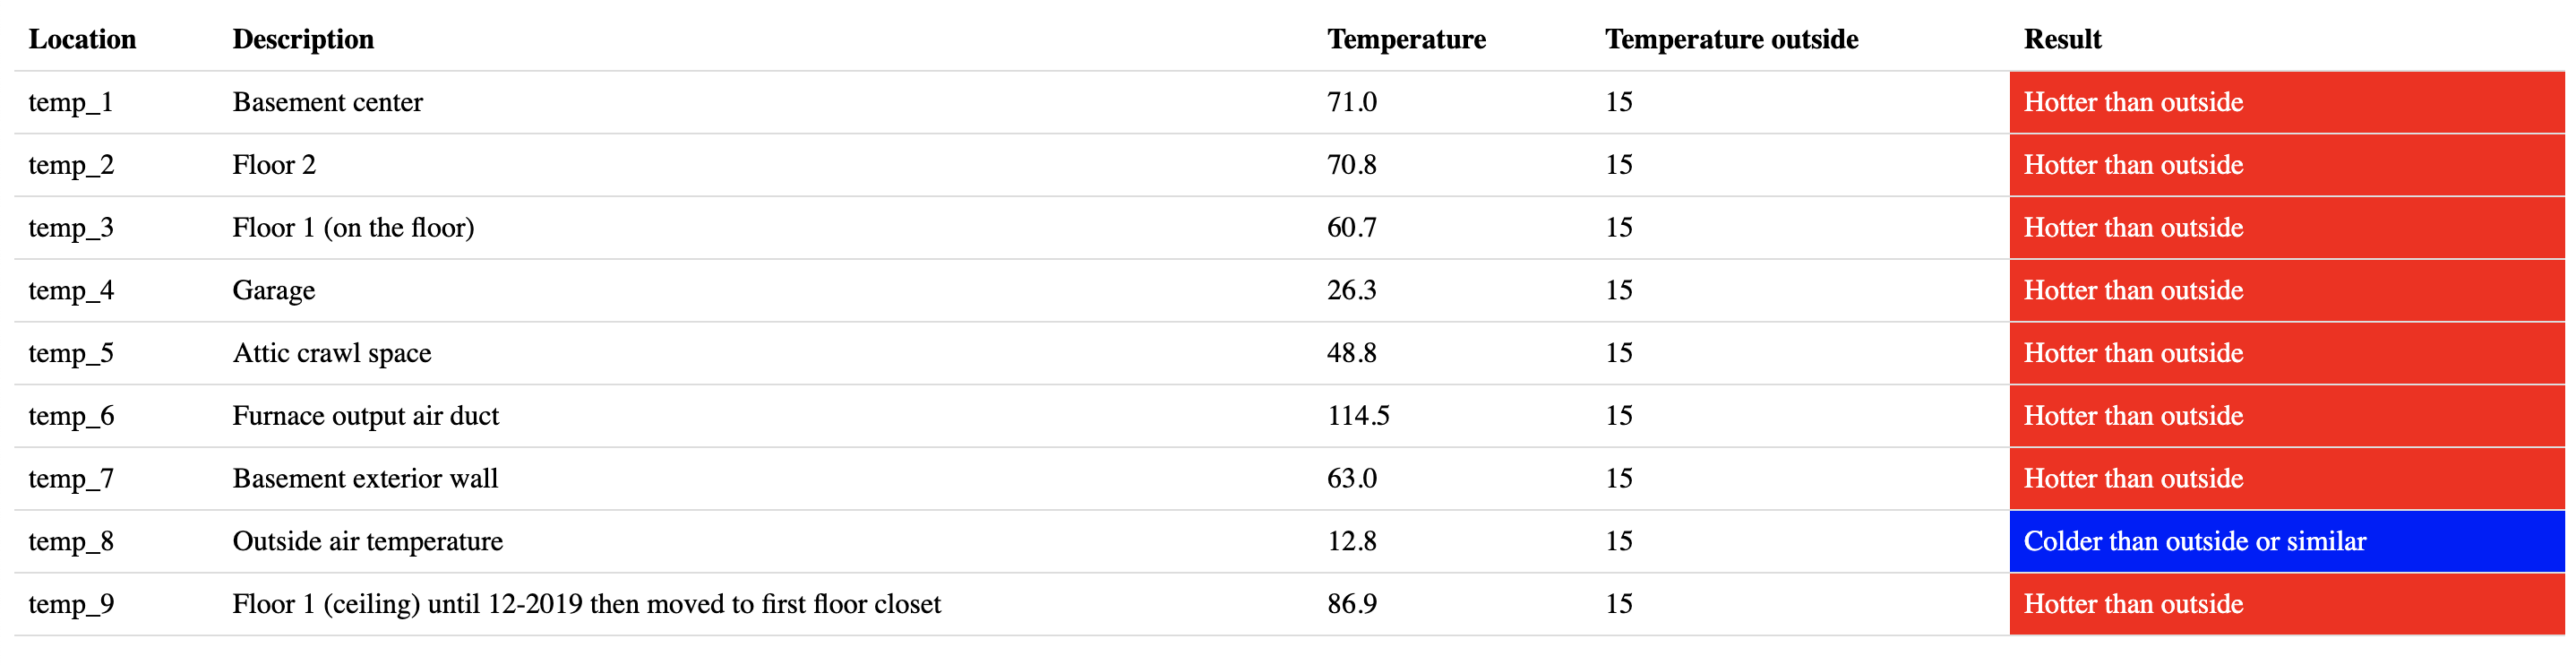 Location Description Temperature Temperature outside Result
temp_1 Basement center 71.0 15 Hotter than outside
temp_2 Floor 2 70.8 15 Hotter than outside
temp_3 Floor 1 (on the floor) 60.7 15 Hotter than outside
temp_4 Garage 26.3 15 Hotter than outside
temp_5 Attic crawl space 48.8 15 Hotter than outside
temp_6 Furnace output air duct 114.5 15 Hotter than outside
temp_7 Basement exterior wall 63.0 15 Hotter than outside
temp_8 Outside air temperature 12.8 15 Colder than outside or similar
temp_9 Floor 1 (ceiling) until 12-2019 then moved to first floor closet 86.9 15 Hotter than outside